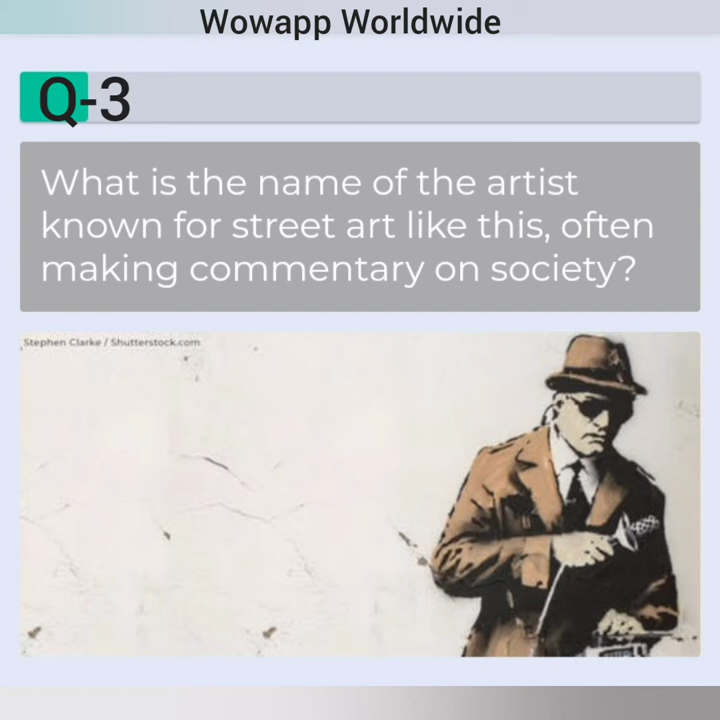 Wowapp Worldwide
Q-3
What is the name of the artist
known for street art like this, often
making commentary on society?
Stephen Clarke / Shutterstock.com